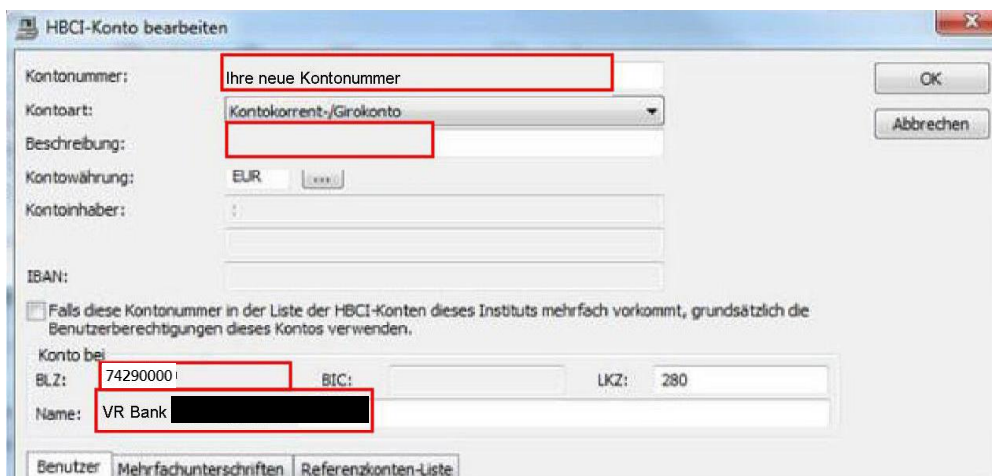 HBCI-Konto bearbeiten
Kontonummer: Ihre neue Kontonummer
OK
Kontoart: Kontokorrent-/Girokonto
Abbrechen
Beschreibung:
Kontowährung: EUR ...
Kontoinhaber: :
IBAN:
Falls diese Kontonummer in der Liste der HBCI-Konten dieses Instituts mehrfach vorkommt, grundsätzlich die
Benutzerberechtigungen dieses Kontos verwenden.
Konto bei
BLZ: 74290000 BIC: LKZ: 280
Name: VR Bank
Benutzer Mehrfachunterschriften Referenzkonten-Liste